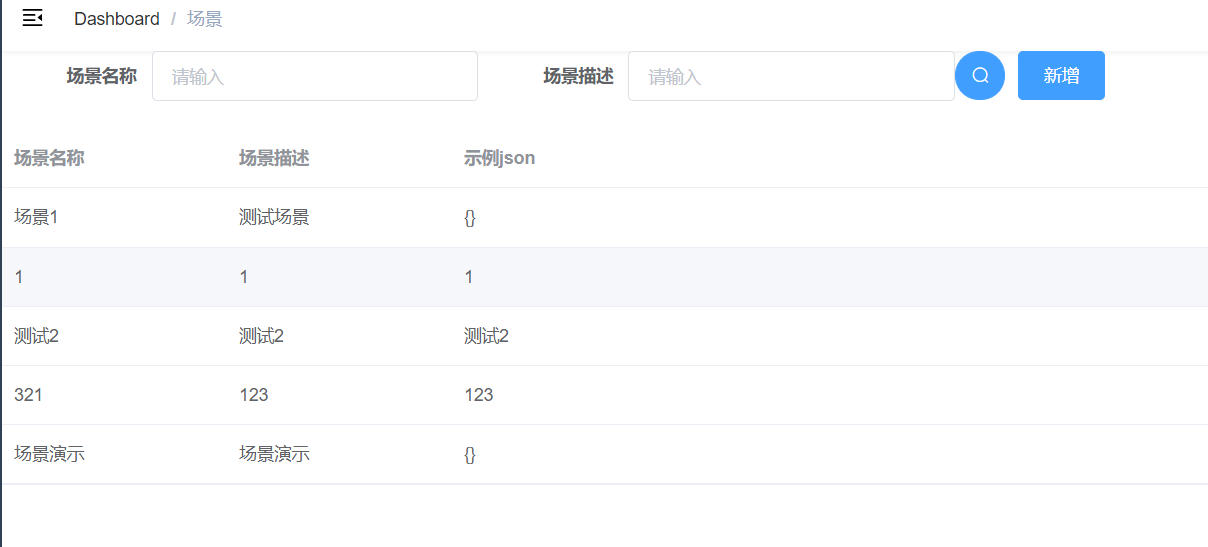 Dashboard / 场景
场景名称 请输入 场景描述 请输入 新增
场景名称 场景描述 示例json
场景1 测试场景 {}
1 1 1
测试2 测试2 测试2
321 123 123
场景演示 场景演示 {}